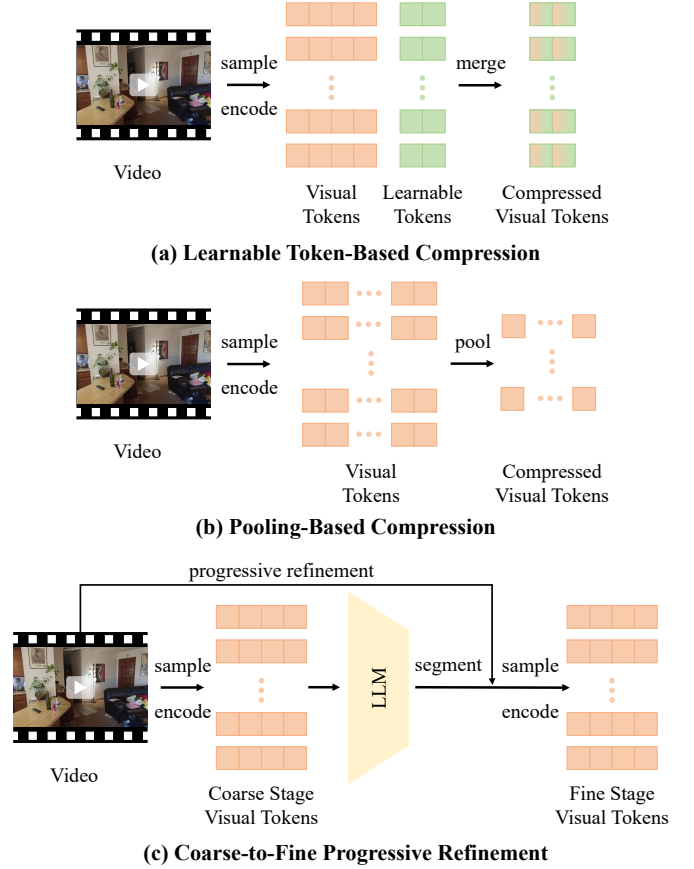 sample
encode
merge
Video
Visual
Tokens
Learnable
Tokens
Compressed
Visual Tokens
(a) Learnable Token-Based Compression
sample
encode
pool
Video
Visual
Tokens
Compressed
Visual Tokens
(b) Pooling-Based Compression
progressive refinement
sample
encode
LLM
segment
sample
encode
Video
Coarse Stage
Visual Tokens
Fine Stage
Visual Tokens
(c) Coarse-to-Fine Progressive Refinement